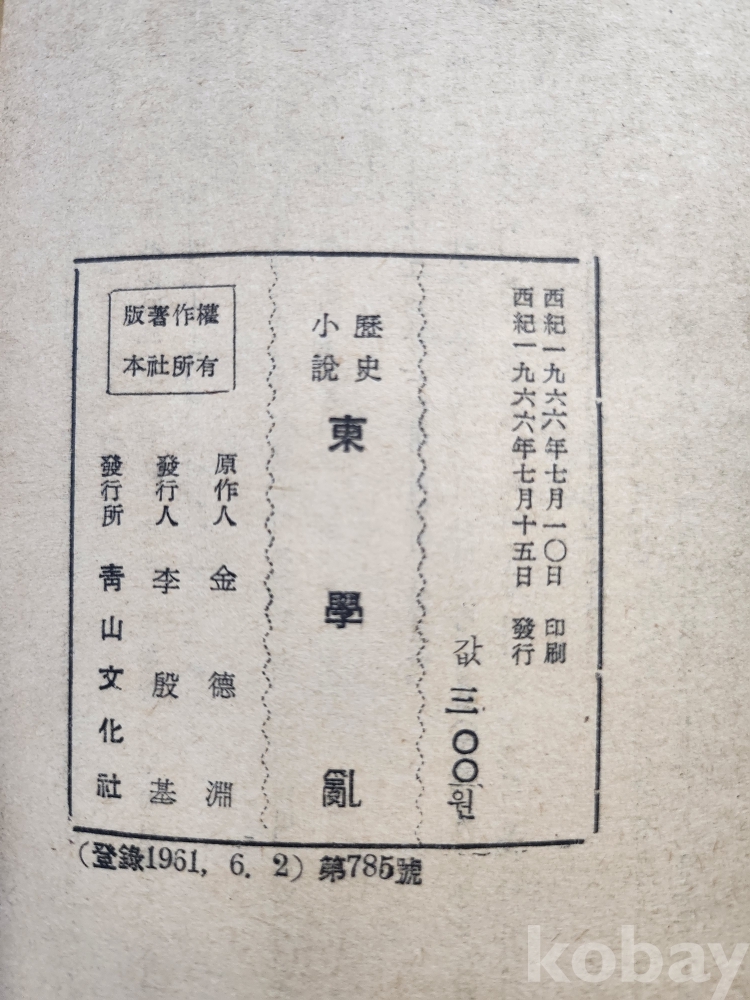 西紀一九六六年七月一〇日 印刷
西紀一九六六年七月十五日 發行
값 三〇〇원
歷史
小說
東學亂
版著作權
本社所有
原作人 金德淵
發行人 李殷基
發行所 靑山文化社
(登錄1961, 6. 2) 第785號
kobay